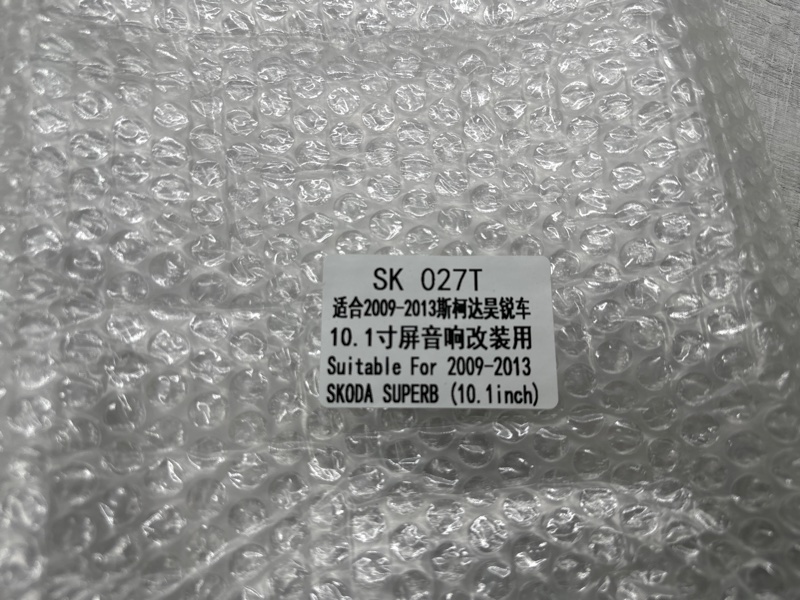 SK 027T
适合2009-2013斯柯达昊锐车
10.1寸屏音响改装用
Suitable For 2009-2013
SKODA SUPERB (10.1inch)